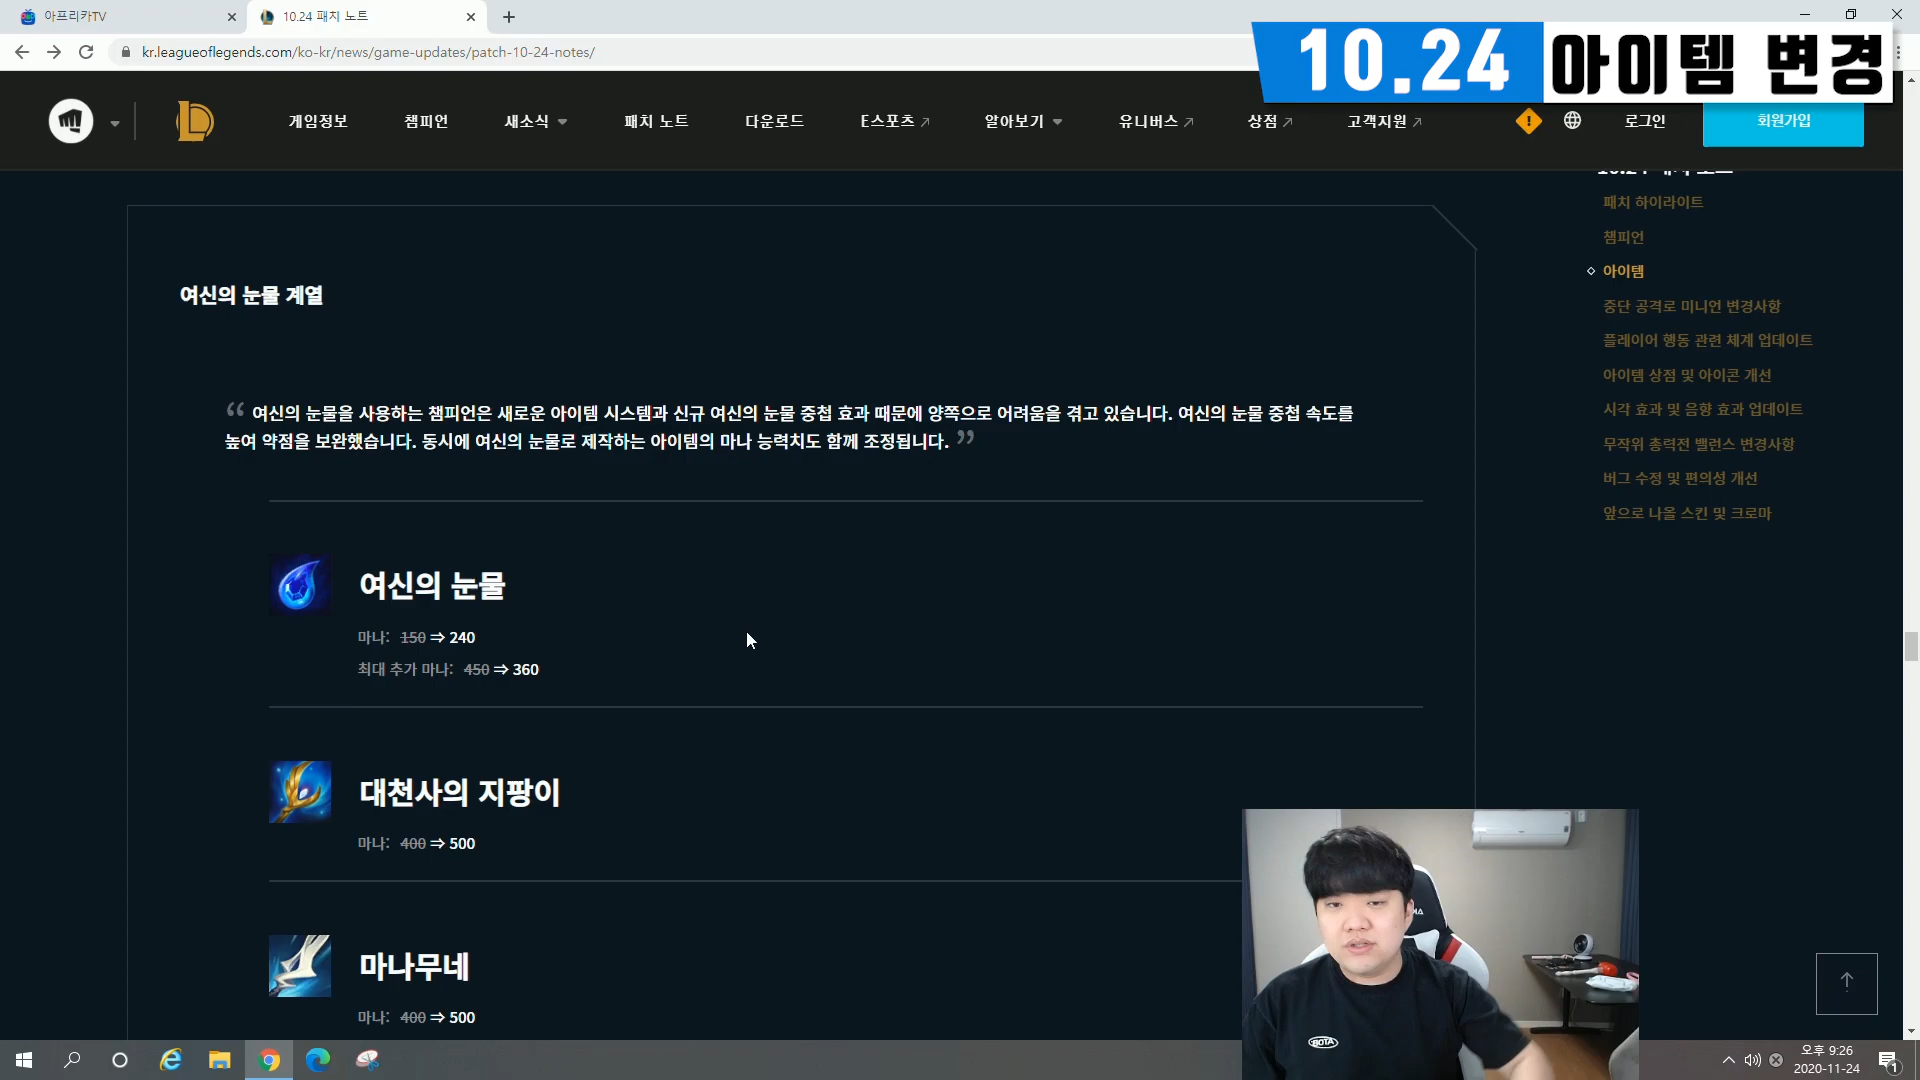 아프리카TV
10.24 패치 노트
kr.leagueoflegends.com/ko-kr/news/game-updates/patch-10-24-notes/
10.24 아이템 변경
게임정보
챔피언
새소식
패치 노트
다운로드
E스포츠
알아보기
유니버스
상점
고객지원
로그인
회원가입
10.24 패치 노트
패치 하이라이트
챔피언
아이템
중단 공격로 미니언 변경사항
플레이어 행동 관련 체계 업데이트
아이템 상점 및 아이콘 개선
시각 효과 및 음향 효과 업데이트
무작위 총력전 밸런스 변경사항
버그 수정 및 편의성 개선
앞으로 나올 스킨 및 크로마
여신의 눈물 계열
“ 여신의 눈물을 사용하는 챔피언은 새로운 아이템 시스템과 신규 여신의 눈물 중첩 효과 때문에 양쪽으로 어려움을 겪고 있습니다. 여신의 눈물 중첩 속도를
높여 약점을 보완했습니다. 동시에 여신의 눈물로 제작하는 아이템의 마나 능력치도 함께 조정됩니다. ”
여신의 눈물
마나: 150 ⇒ 240
최대 추가 마나: 450 ⇒ 360
대천사의 지팡이
마나: 400 ⇒ 500
마나무네
마나: 400 ⇒ 500
BOTA
오후 9:26
2020-11-24
1